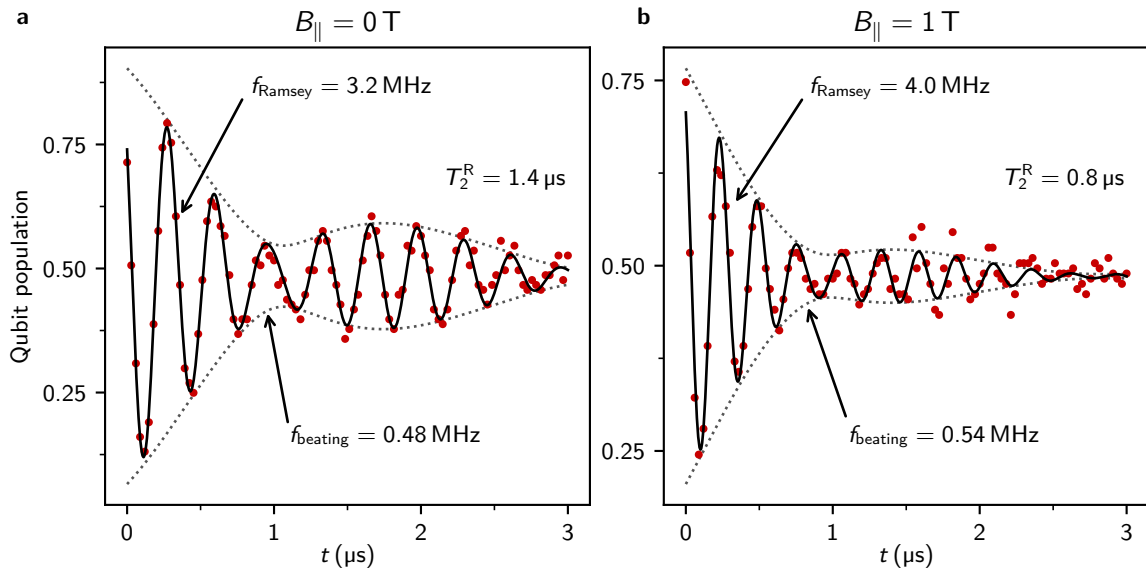 a
B∥ = 0 T
f_Ramsey = 3.2 MHz
T_2^R = 1.4 µs
f_beating = 0.48 MHz
Qubit population
0.75
0.50
0.25
0
1
2
3
t (µs)
b
B∥ = 1 T
f_Ramsey = 4.0 MHz
T_2^R = 0.8 µs
f_beating = 0.54 MHz
0.75
0.50
0.25
0
1
2
3
t (µs)